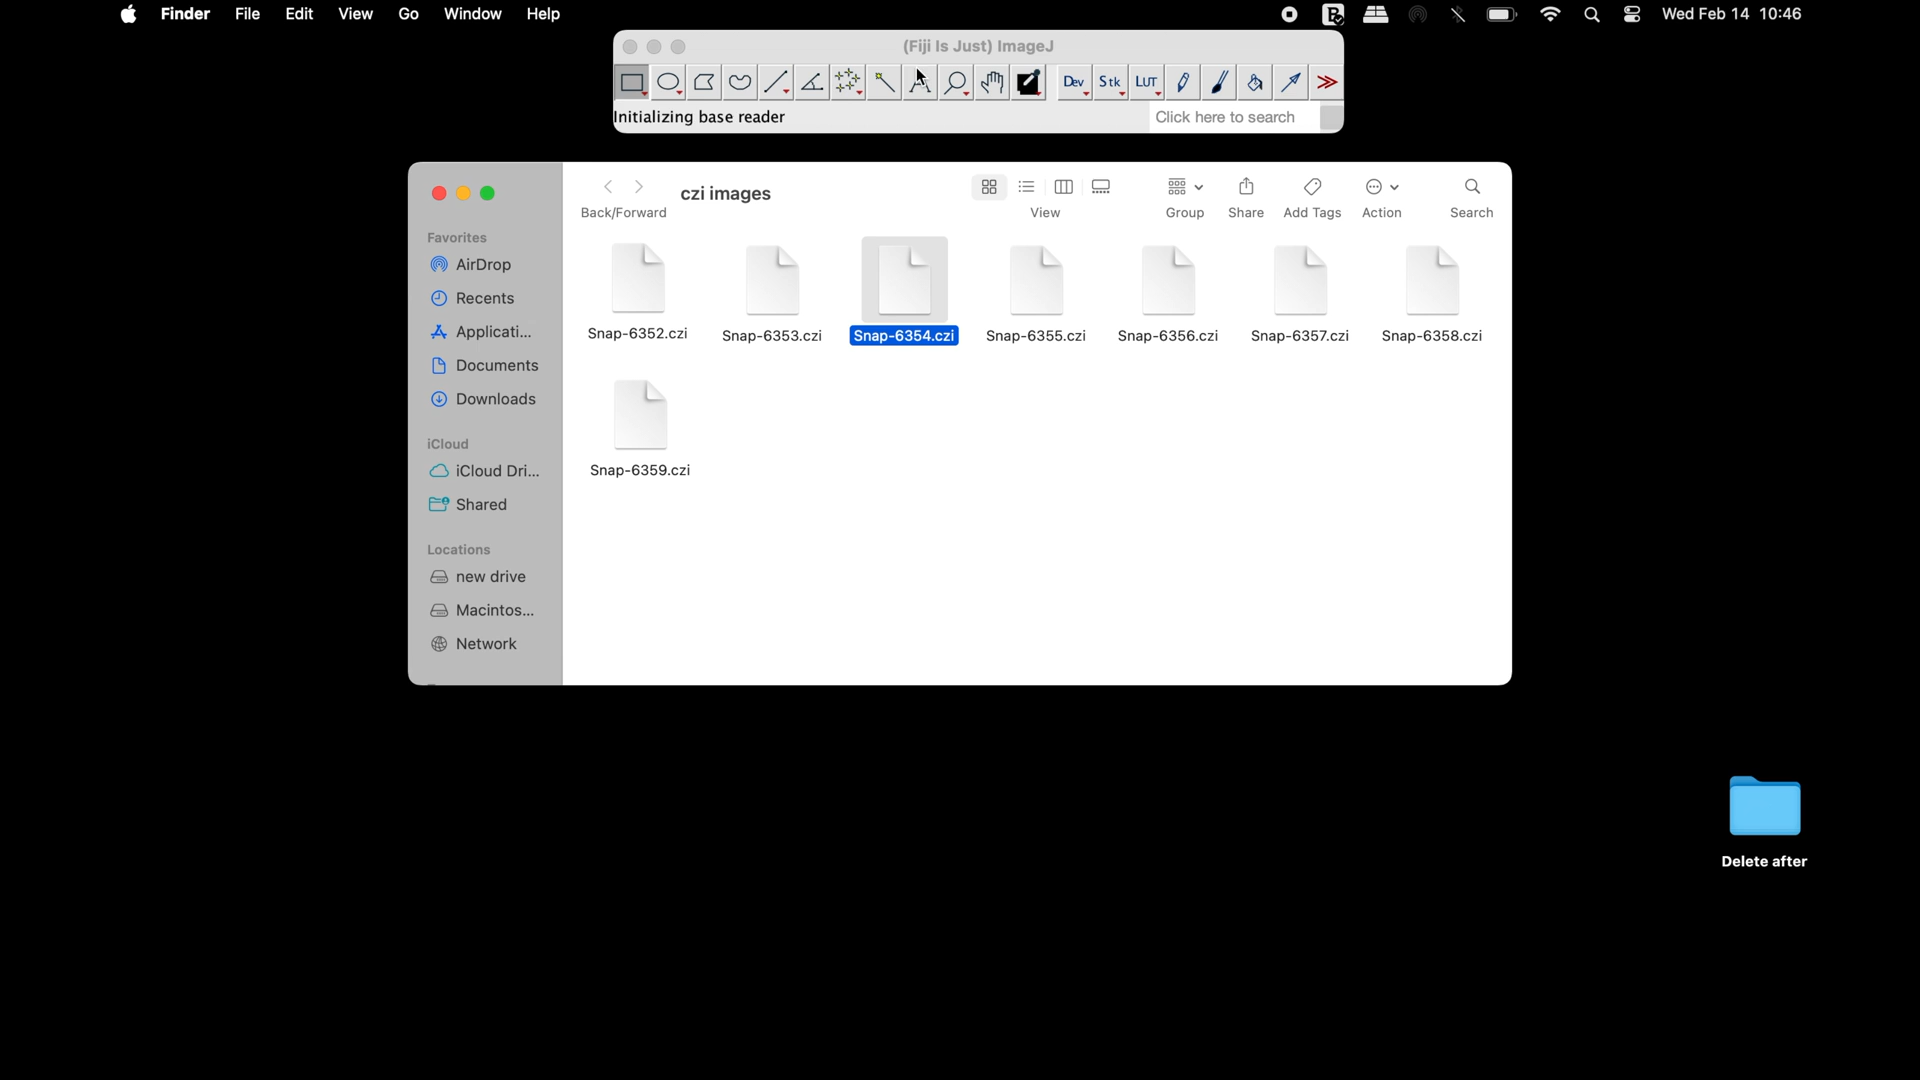 Finder File Edit View Go Window Help Wed Feb 14 10:46
(Fiji Is Just) ImageJ
Dev Stk LUT
Initializing base reader Click here to search
czi images
Back/Forward View Group Share Add Tags Action Search
Favorites
AirDrop
Recents
Applicati...
Documents
Downloads
iCloud
iCloud Dri...
Shared
Locations
new drive
Macintos...
Network
Snap-6352.czi Snap-6353.czi Snap-6354.czi Snap-6355.czi Snap-6356.czi Snap-6357.czi Snap-6358.czi
Snap-6359.czi
Delete after